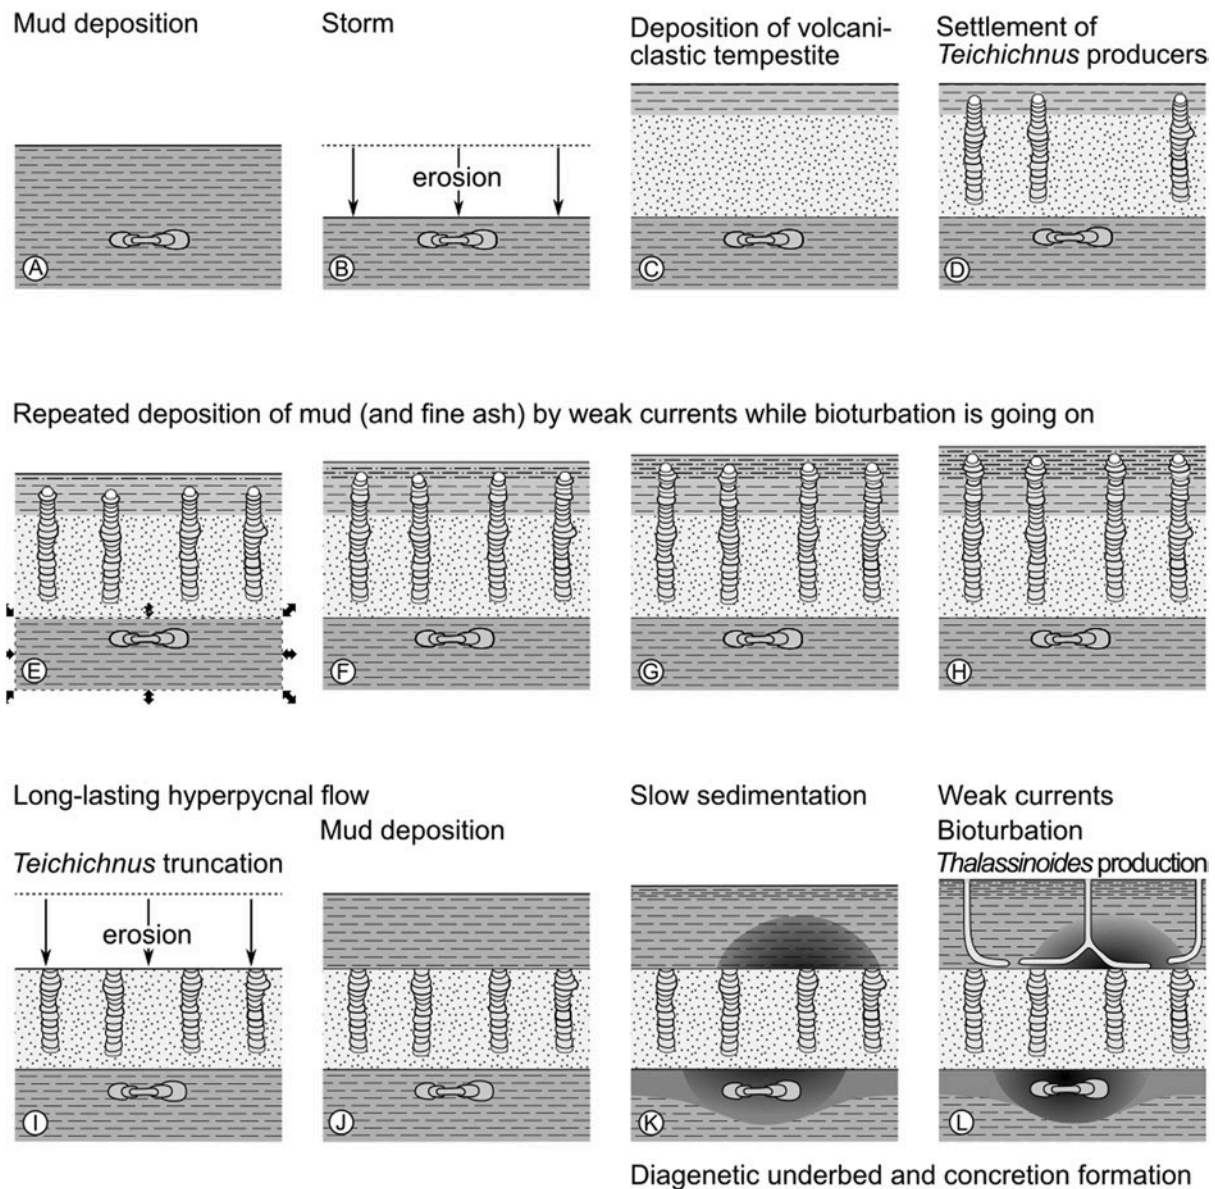 Mud deposition
Storm
Deposition of volcani-
clastic tempestite
Settlement of
Teichichnus producers
erosion
A
B
C
D
Repeated deposition of mud (and fine ash) by weak currents while bioturbation is going on
E
F
G
H
Long-lasting hyperpycnal flow
Mud deposition
Slow sedimentation
Weak currents
Bioturbation
Teichichnus truncation
Thalassinoides production
erosion
I
J
K
L
Diagenetic underbed and concretion formation